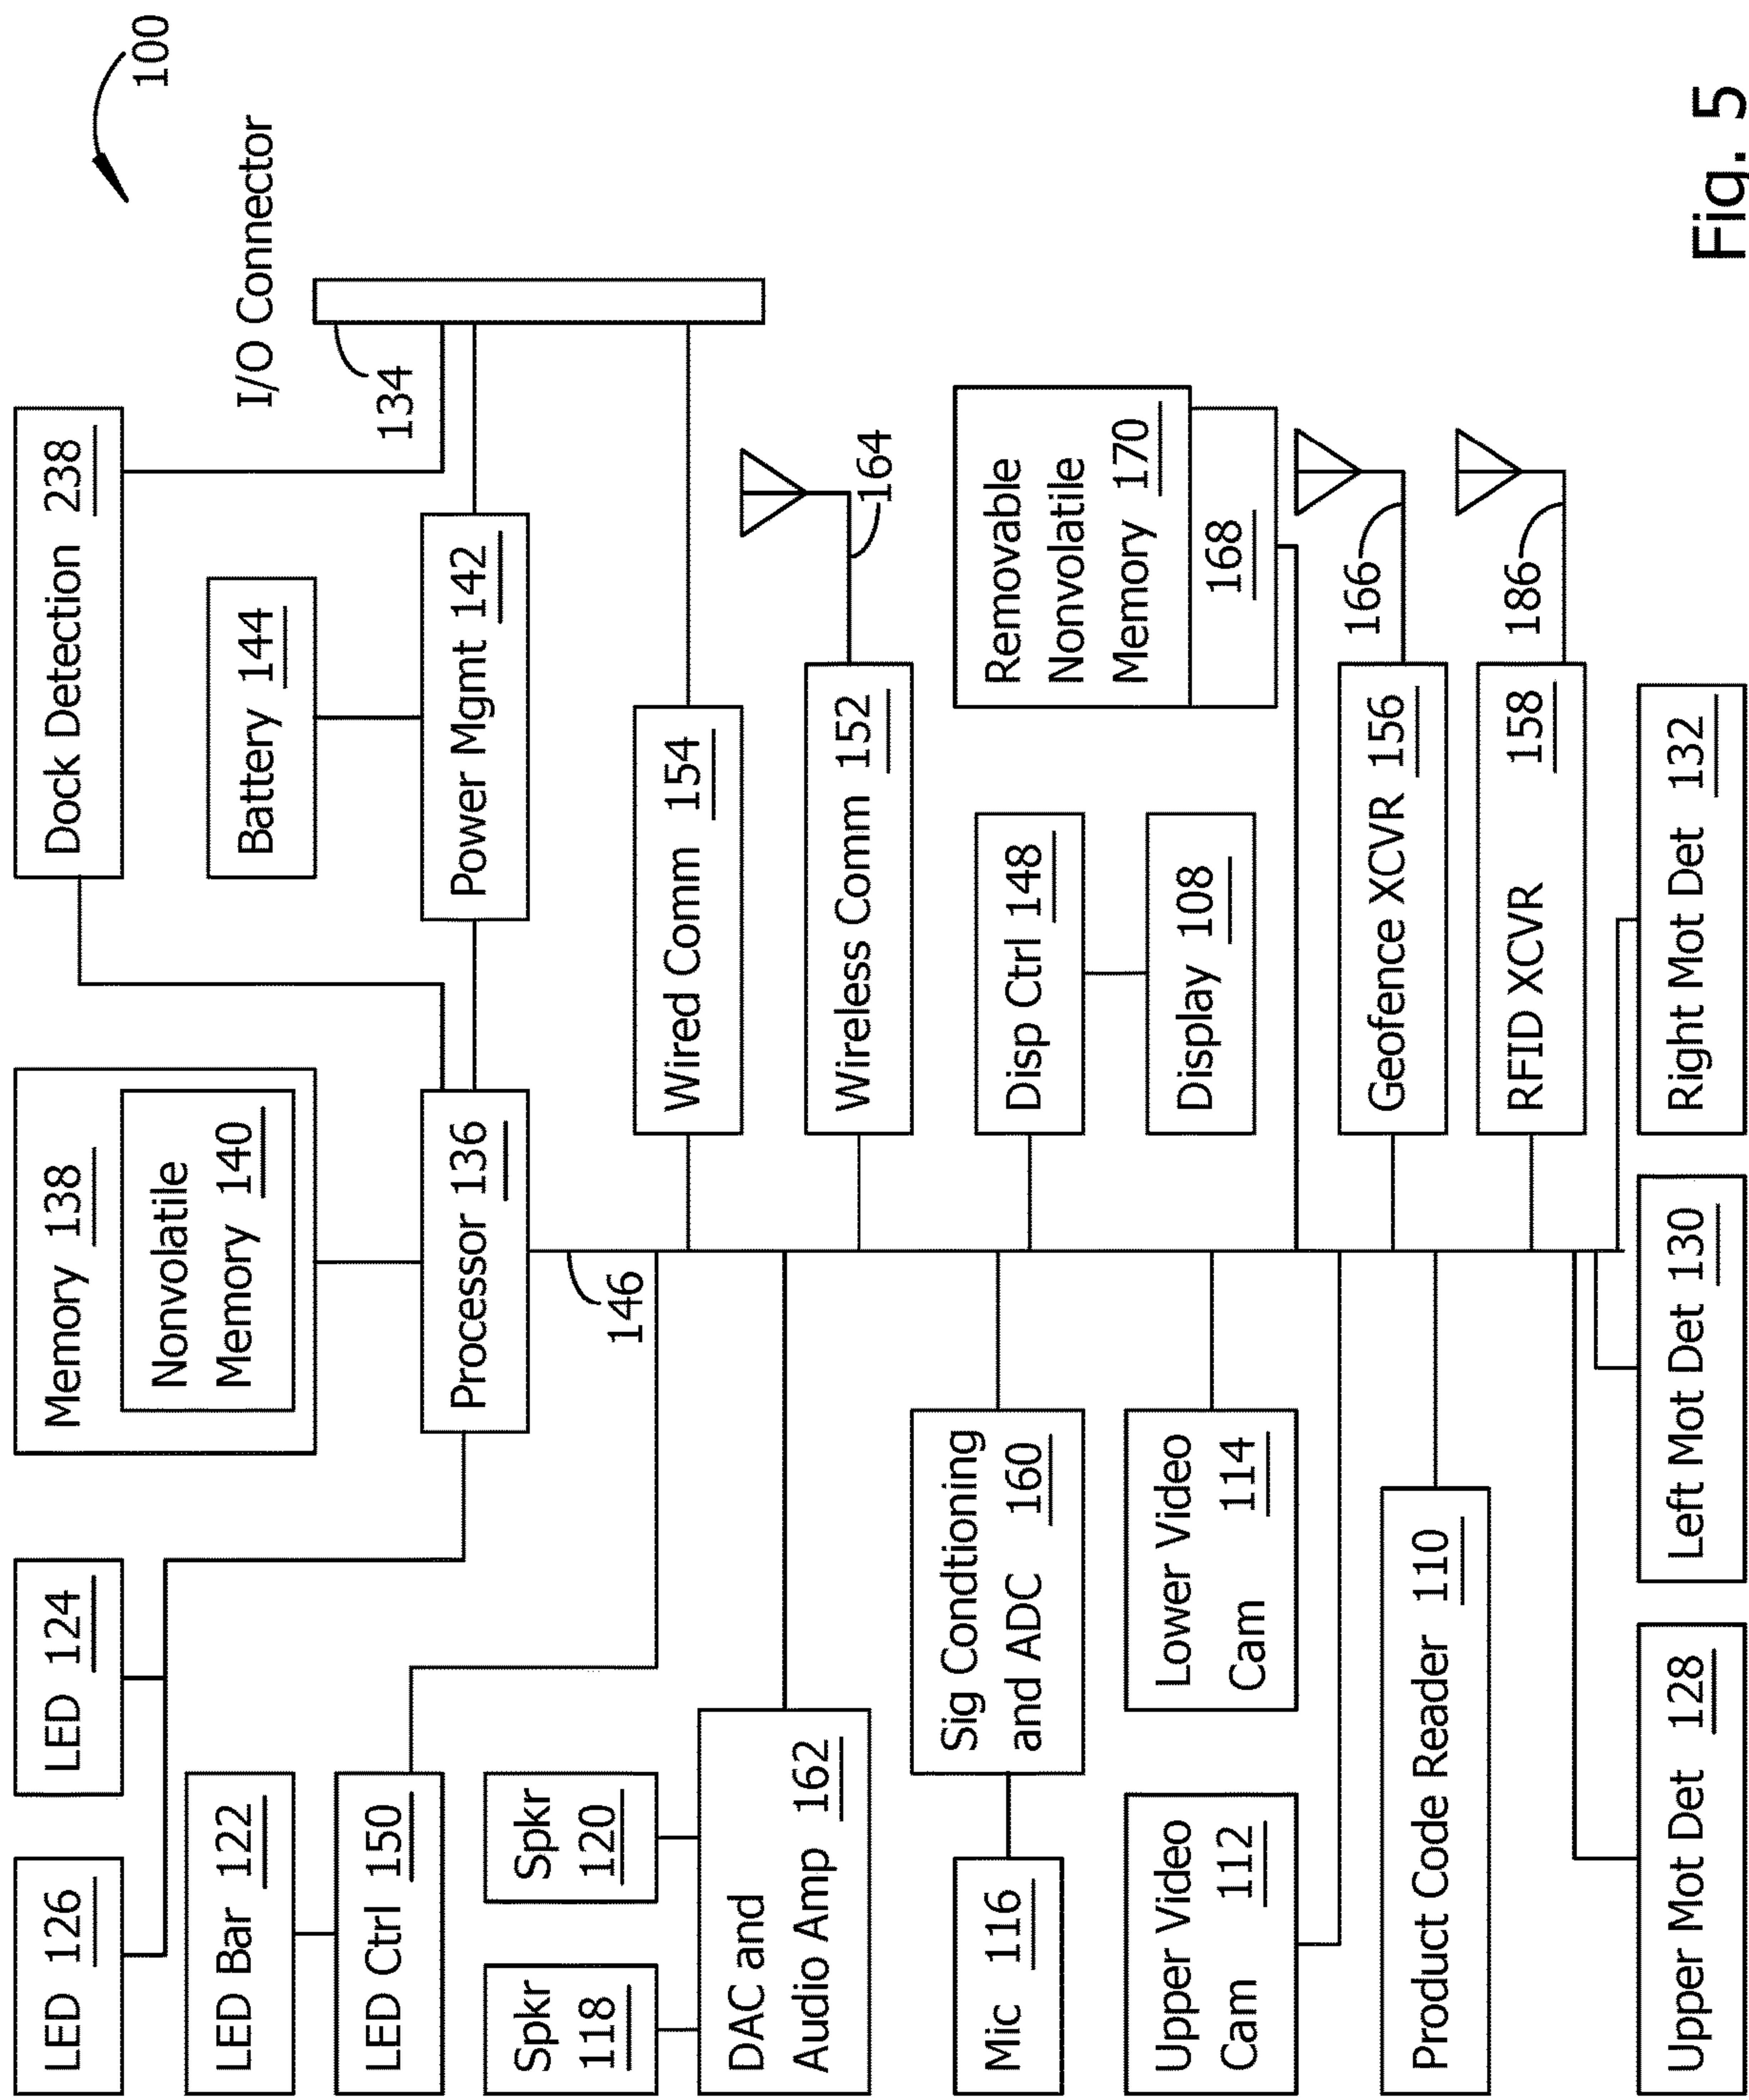 100
I/O Connector
134
Dock Detection 238
Battery 144
Power Mgmt 142
Memory 138
Nonvolatile
Memory 140
Processor 136
146
LED 124
LED 126
LED Bar 122
LED Ctrl 150
Spkr
118
Spkr
120
DAC and
Audio Amp 162
Wired Comm 154
Wireless Comm 152
164
Mic 116
Sig Conditioning
and ADC 160
Disp Ctrl 148
Display 108
Removable
Nonvolatile
Memory 170
168
Upper Video
Cam 112
Lower Video
Cam 114
Geofence XCVR 156
166
Product Code Reader 110
RFID XCVR 158
186
Upper Mot Det 128
Left Mot Det 130
Right Mot Det 132
Fig. 5